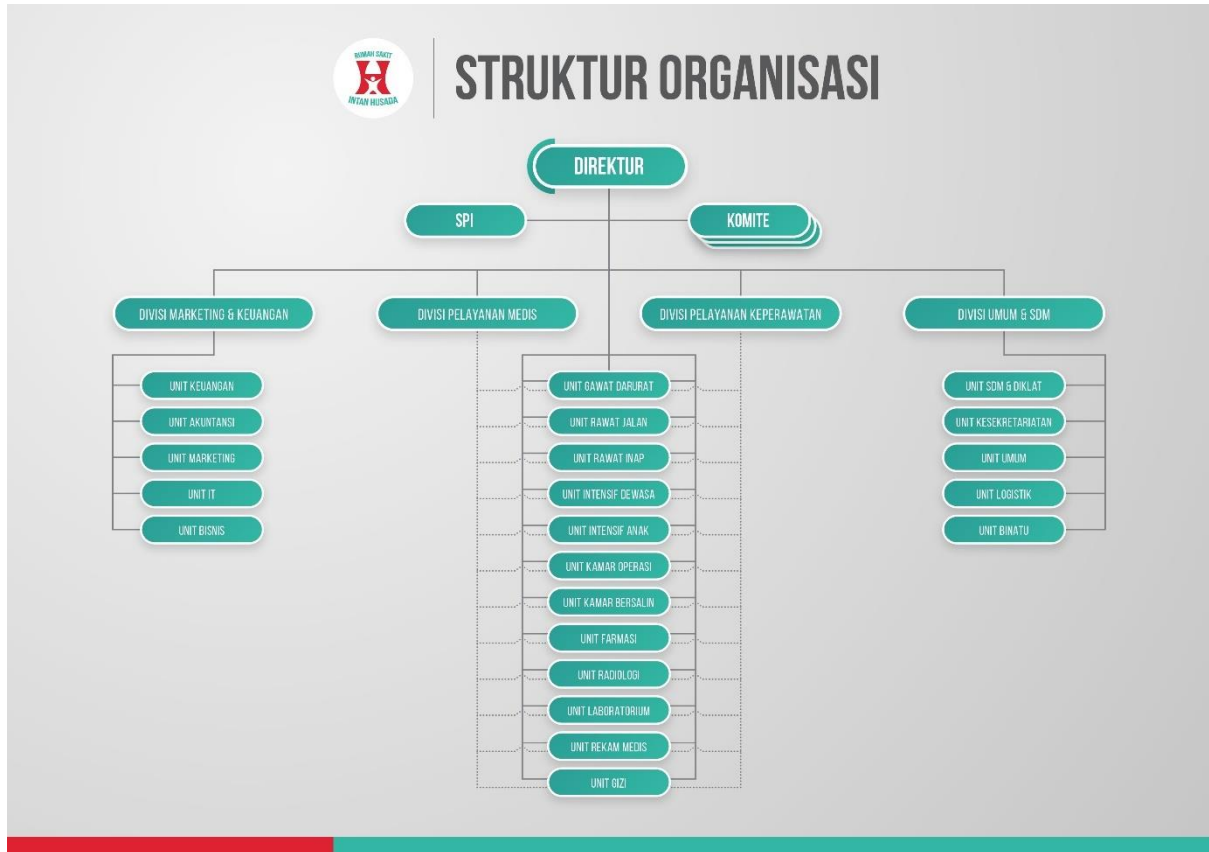 RUMAH SAKIT
INTAN HUSADA
STRUKTUR ORGANISASI
DIREKTUR
SPI
KOMITE
DIVISI MARKETING & KEUANGAN
DIVISI PELAYANAN MEDIS
DIVISI PELAYANAN KEPERAWATAN
DIVISI UMUM & SDM
UNIT KEUANGAN
UNIT AKUNTANSI
UNIT MARKETING
UNIT IT
UNIT BISNIS
UNIT GAWAT DARURAT
UNIT RAWAT JALAN
UNIT RAWAT INAP
UNIT INTENSIF DEWASA
UNIT INTENSIF ANAK
UNIT KAMAR OPERASI
UNIT KAMAR BERSALIN
UNIT FARMASI
UNIT RADIOLOGI
UNIT LABORATORIUM
UNIT REKAM MEDIS
UNIT GIZI
UNIT SDM & DIKLAT
UNIT KESEKRETARIATAN
UNIT UMUM
UNIT LOGISTIK
UNIT BINATU